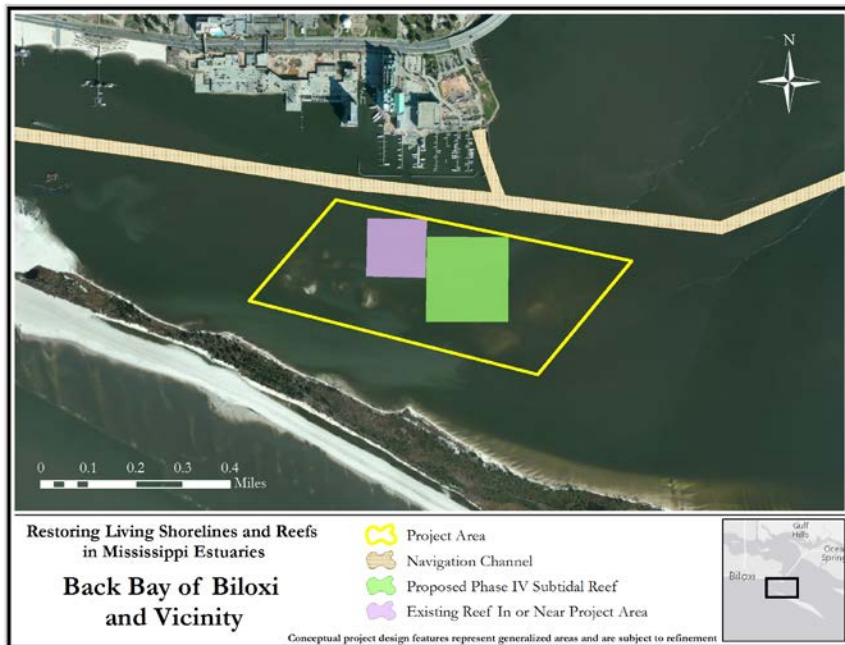 N
0 0.1 0.2 0.3 0.4
Miles
Restoring Living Shorelines and Reefs
in Mississippi Estuaries
Back Bay of Biloxi
and Vicinity
Project Area
Navigation Channel
Proposed Phase IV Subtidal Reef
Existing Reef In or Near Project Area
Conceptual project design features represent generalized areas and are subject to refinement
Gulf
Hills
Ocean
Spring
Biloxi